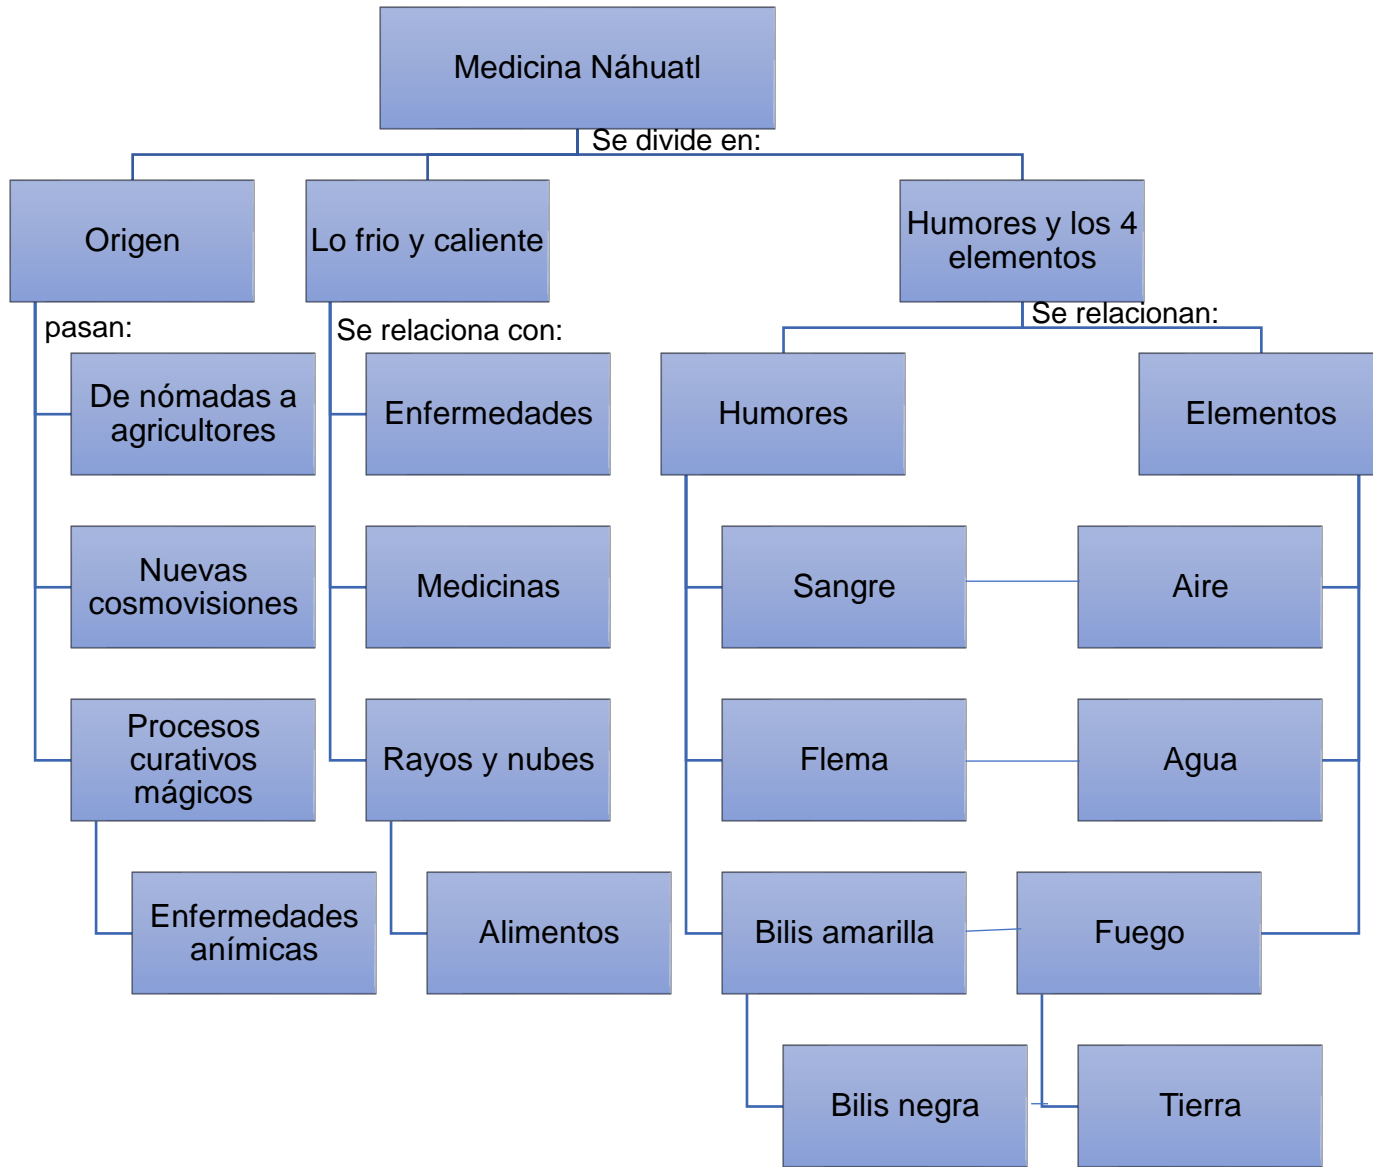 Medicina Náhuatl
Se divide en:
Origen
Lo frio y caliente
Humores y los 4
elementos
pasan:
Se relaciona con:
Se relacionan:
De nómadas a
agricultores
Enfermedades
Humores
Elementos
Nuevas
cosmovisiones
Medicinas
Sangre
Aire
Procesos
curativos
mágicos
Rayos y nubes
Flema
Agua
Enfermedades
anímicas
Alimentos
Bilis amarilla
Fuego
Bilis negra
Tierra